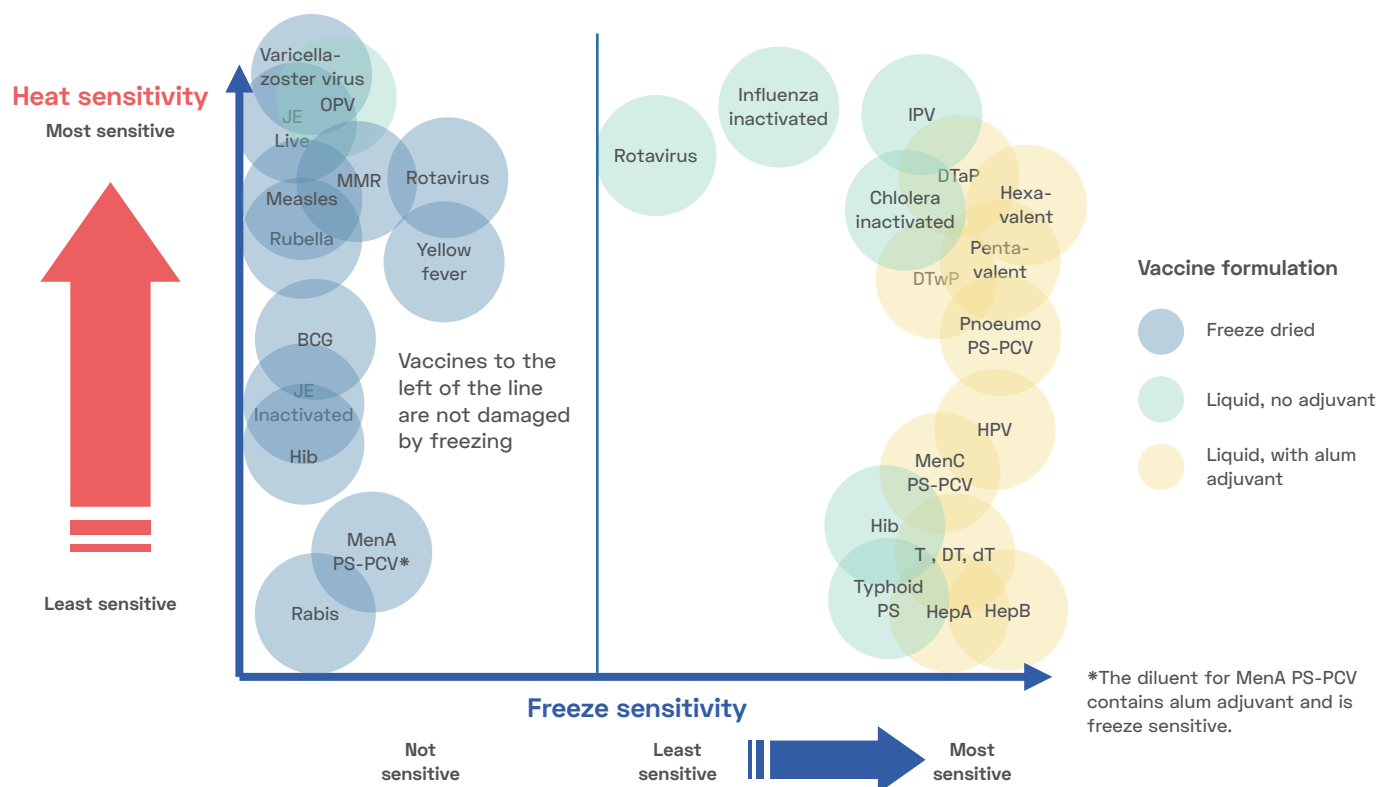 Heat sensitivity
Most sensitive
Least sensitive
Varicella-
zoster virus
OPV
JE
Live
MMR
Rotavirus
Measles
Rubella
Yellow
fever
BCG
JE
Inactivated
Hib
MenA
PS-PCV*
Rabis
Vaccines to the
left of the line
are not damaged
by freezing
Rotavirus
Influenza
inactivated
IPV
DTaP
Chlolera
inactivated
Hexa-
valent
Penta-
valent
DTwP
Pnoeumo
PS-PCV
HPV
MenC
PS-PCV
Hib
T , DT, dT
Typhoid
PS
HepA
HepB
Vaccine formulation
Freeze dried
Liquid, no adjuvant
Liquid, with alum
adjuvant
*The diluent for MenA PS-PCV
contains alum adjuvant and is
freeze sensitive.
Freeze sensitivity
Not
sensitive
Least
sensitive
Most
sensitive